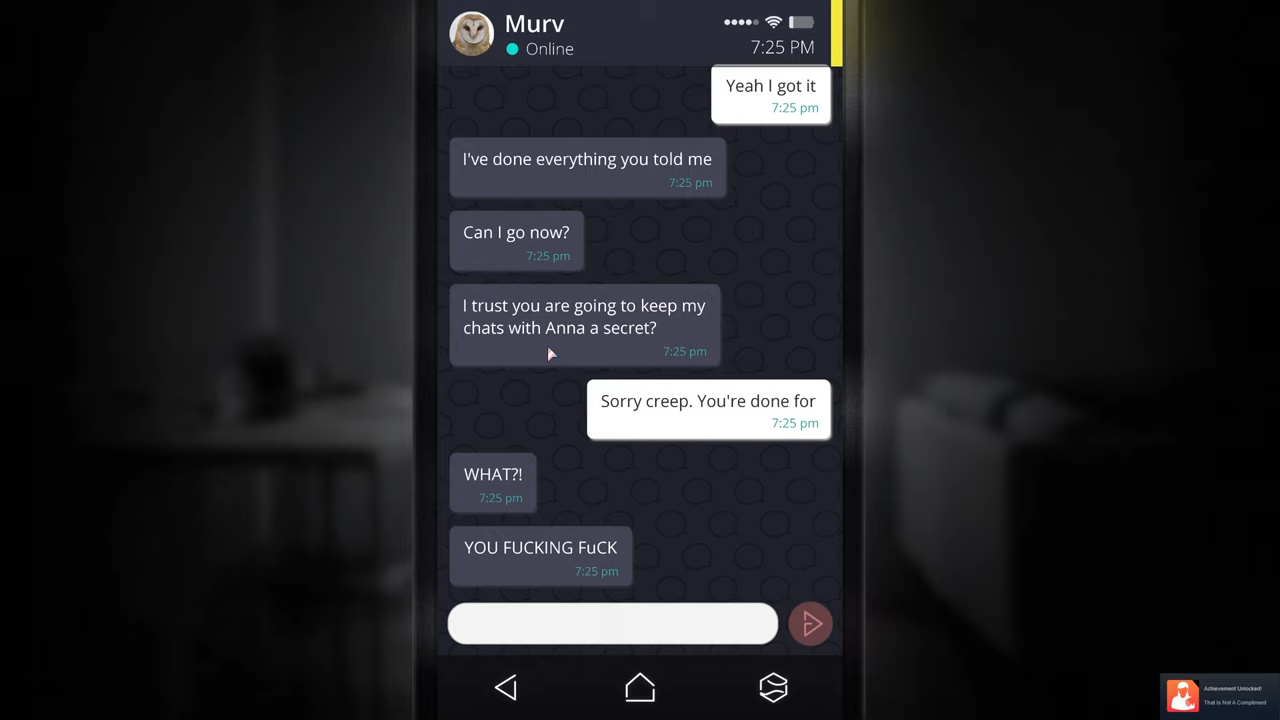 Murv
Online
7:25 PM
Yeah I got it
7:25 pm
I've done everything you told me
7:25 pm
Can I go now?
7:25 pm
I trust you are going to keep my
chats with Anna a secret?
7:25 pm
Sorry creep. You're done for
7:25 pm
WHAT?!
7:25 pm
YOU FUCKING FuCK
7:25 pm
Achievement Unlocked!
That Is Not A Compliment